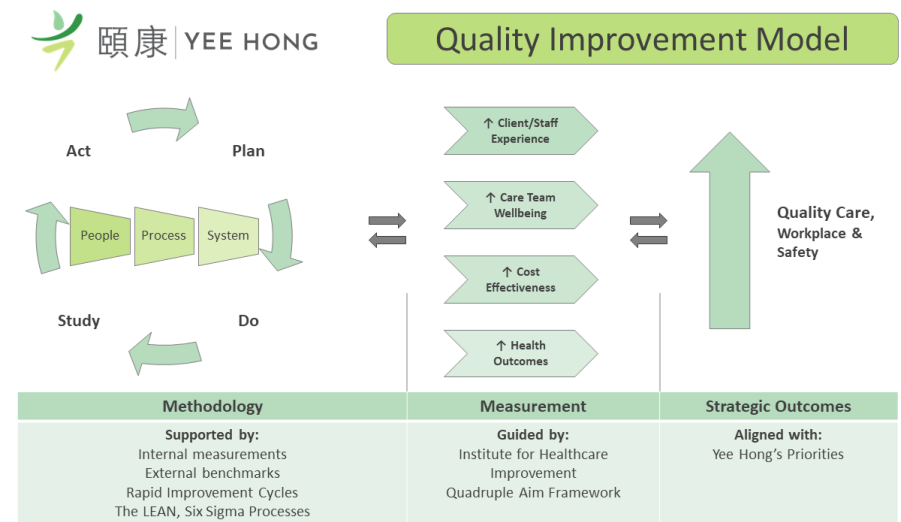 頤康 YEE HONG
Quality Improvement Model
Act
Plan
People
Process
System
Study
Do
↑ Client/Staff
Experience
↑ Care Team
Wellbeing
↑ Cost
Effectiveness
↑ Health
Outcomes
Quality Care,
Workplace &
Safety
Methodology
Supported by:
Internal measurements
External benchmarks
Rapid Improvement Cycles
The LEAN, Six Sigma Processes
Measurement
Guided by:
Institute for Healthcare
Improvement
Quadruple Aim Framework
Strategic Outcomes
Aligned with:
Yee Hong’s Priorities